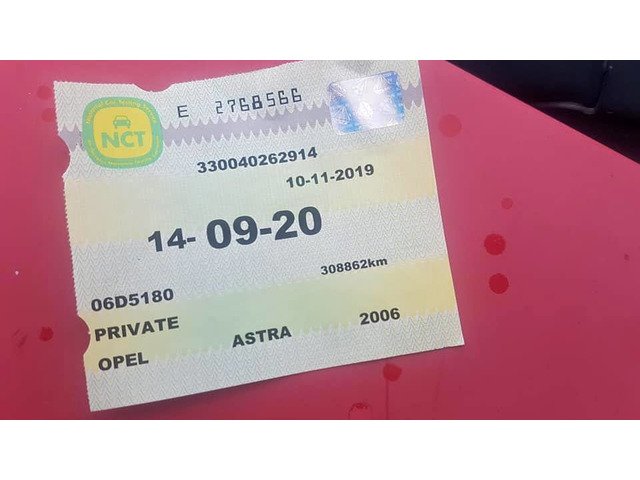 E 2768566
NCT
330040262914
10-11-2019
14- 09-20
308862km
06D5180
PRIVATE
OPEL ASTRA 2006